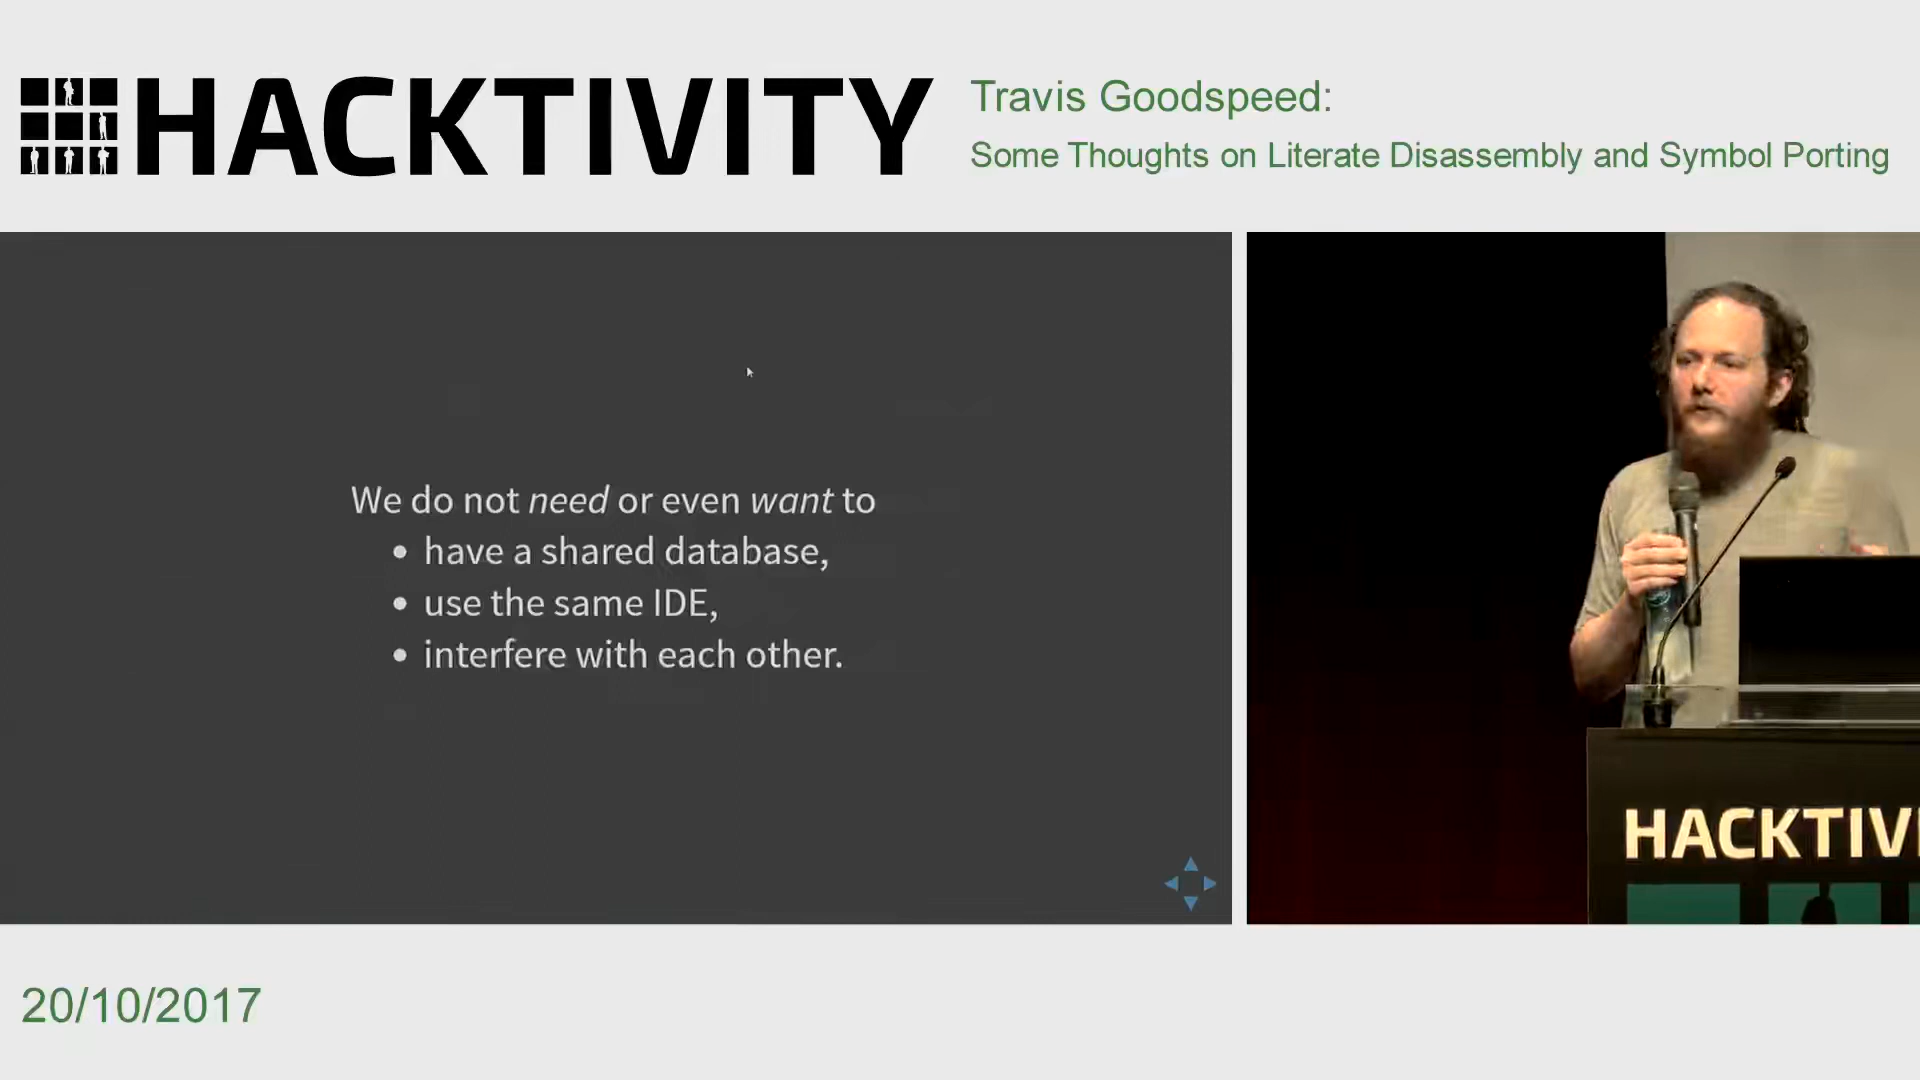 HACKTIVITY
Travis Goodspeed:
Some Thoughts on Literate Disassembly and Symbol Porting
We do not need or even want to
• have a shared database,
• use the same IDE,
• interfere with each other.
HACKTIVI
20/10/2017